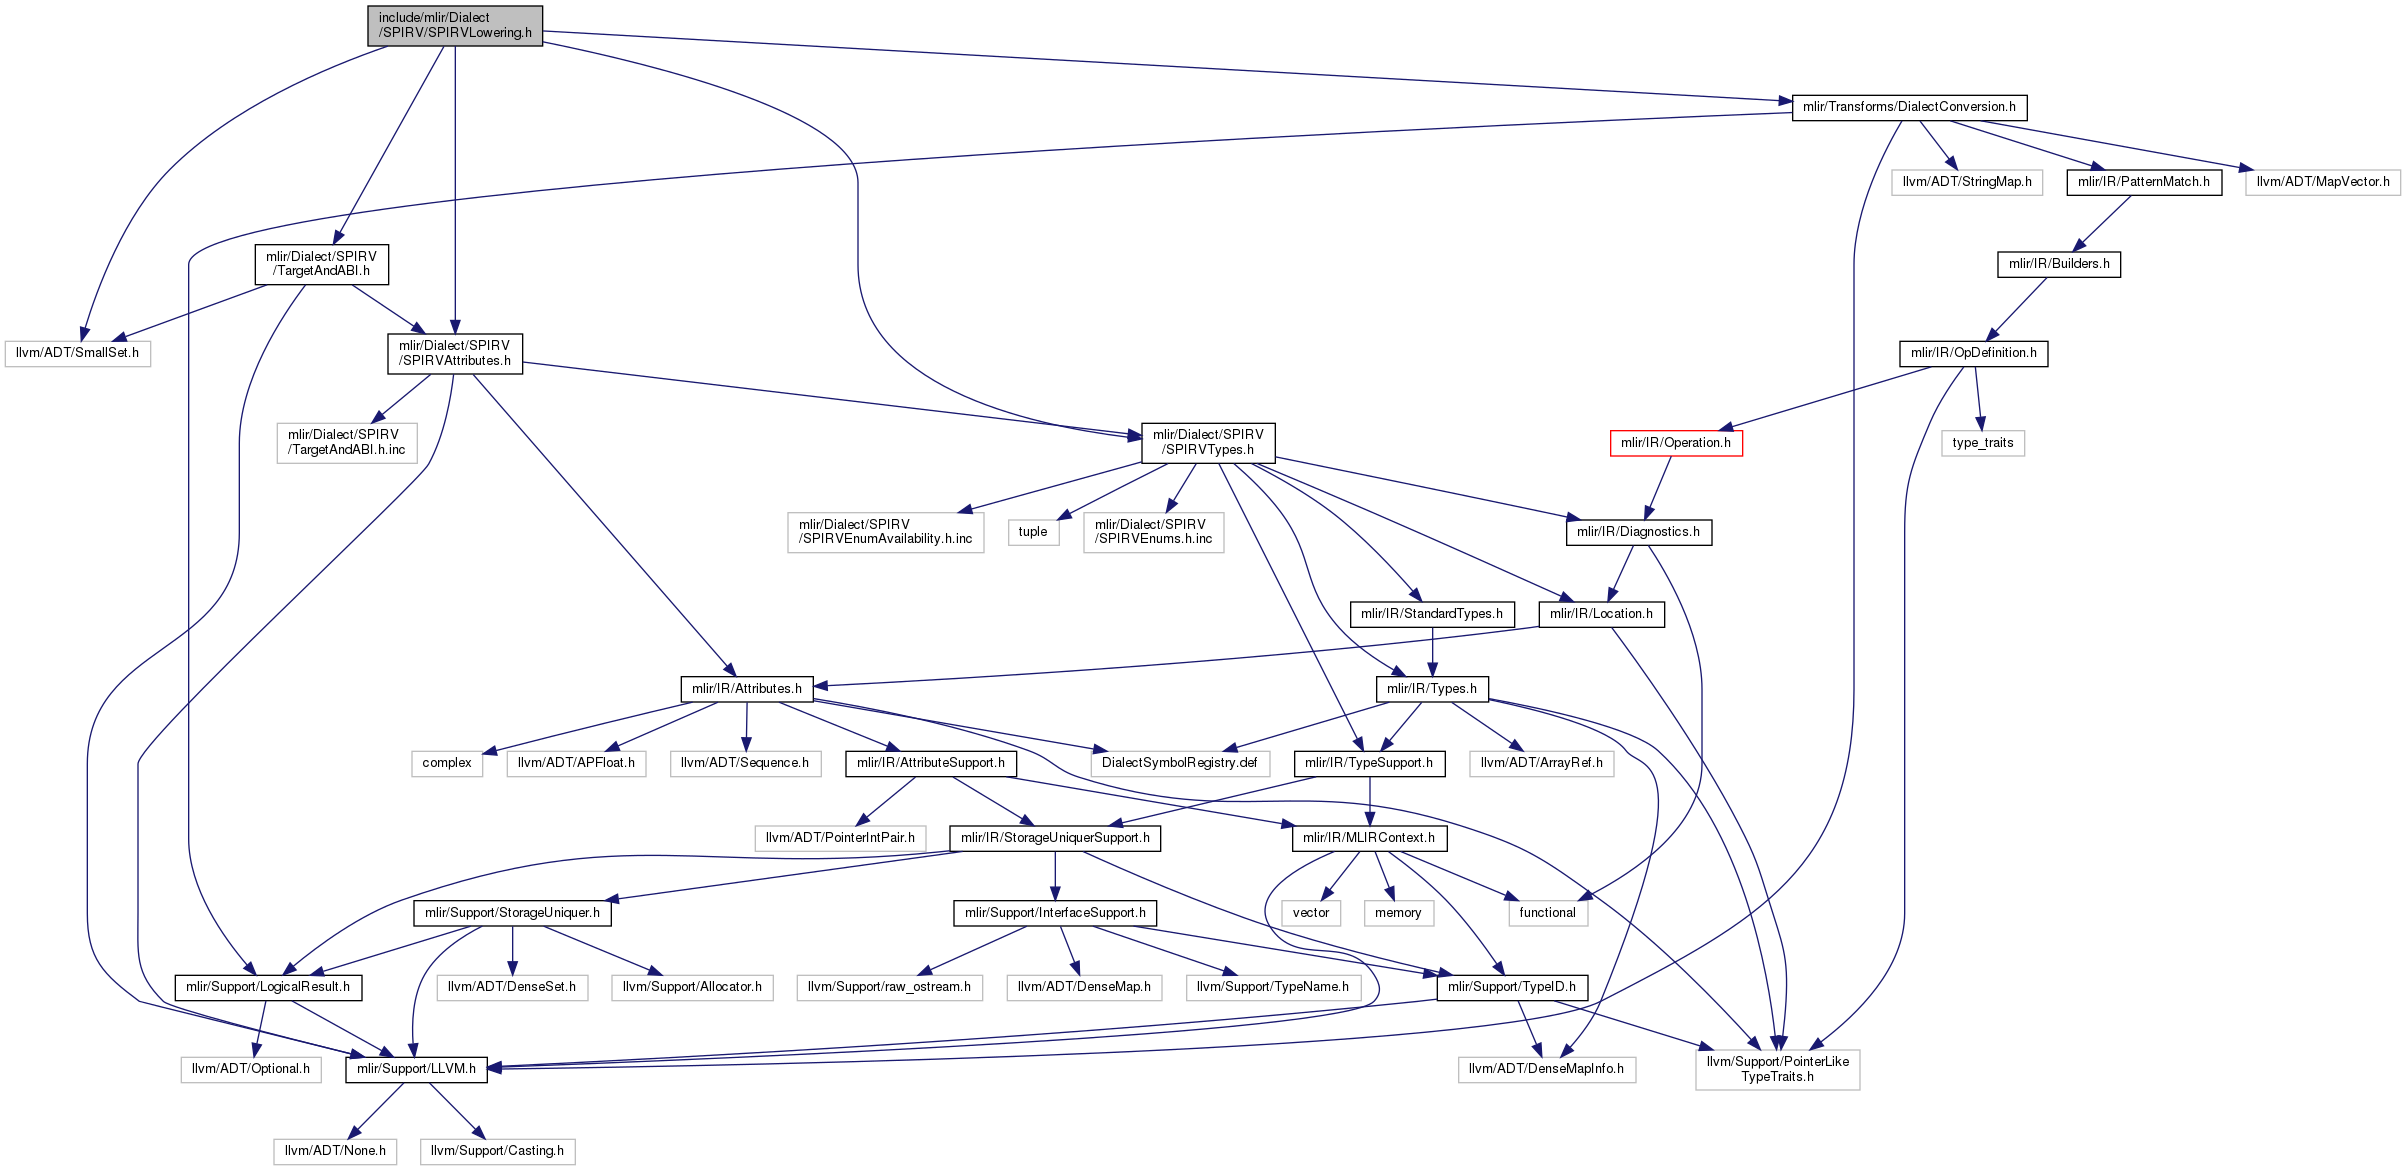 include/mlir/Dialect
/SPIRV/SPIRVLowering.h
mlir/Transforms/DialectConversion.h
llvm/ADT/StringMap.h
mlir/IR/PatternMatch.h
llvm/ADT/MapVector.h
mlir/Dialect/SPIRV
/TargetAndABI.h
mlir/IR/Builders.h
llvm/ADT/SmallSet.h
mlir/Dialect/SPIRV
/SPIRVAttributes.h
mlir/IR/OpDefinition.h
mlir/Dialect/SPIRV
/TargetAndABI.h.inc
mlir/Dialect/SPIRV
/SPIRVTypes.h
mlir/IR/Operation.h
type_traits
mlir/Dialect/SPIRV
/SPIRVEnumAvailability.h.inc
tuple
mlir/Dialect/SPIRV
/SPIRVEnums.h.inc
mlir/IR/Diagnostics.h
mlir/IR/StandardTypes.h
mlir/IR/Location.h
mlir/IR/Attributes.h
mlir/IR/Types.h
complex
llvm/ADT/APFloat.h
llvm/ADT/Sequence.h
mlir/IR/AttributeSupport.h
DialectSymbolRegistry.def
mlir/IR/TypeSupport.h
llvm/ADT/ArrayRef.h
llvm/ADT/PointerIntPair.h
mlir/IR/StorageUniquerSupport.h
mlir/IR/MLIRContext.h
mlir/Support/StorageUniquer.h
mlir/Support/InterfaceSupport.h
vector
memory
functional
mlir/Support/LogicalResult.h
llvm/ADT/DenseSet.h
llvm/Support/Allocator.h
llvm/Support/raw_ostream.h
llvm/ADT/DenseMap.h
llvm/Support/TypeName.h
mlir/Support/TypeID.h
llvm/ADT/Optional.h
mlir/Support/LLVM.h
llvm/ADT/DenseMapInfo.h
llvm/Support/PointerLike
TypeTraits.h
llvm/ADT/None.h
llvm/Support/Casting.h